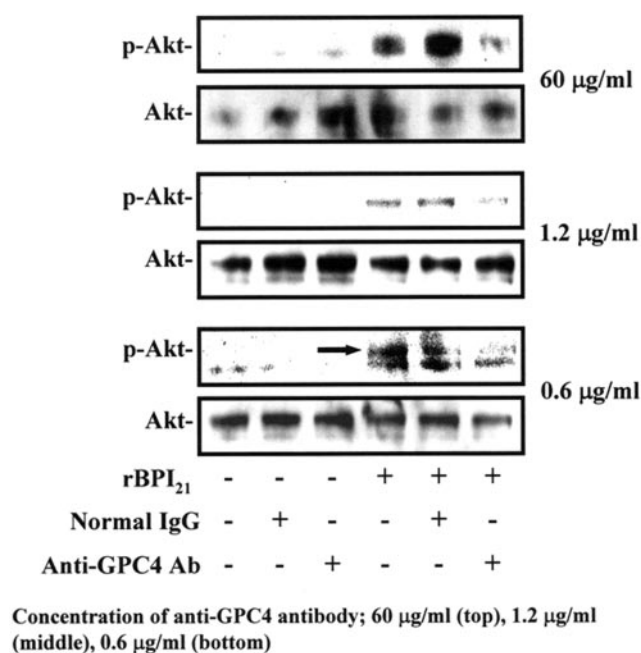 p-Akt-
60 µg/ml
Akt-
p-Akt-
1.2 µg/ml
Akt-
p-Akt-
0.6 µg/ml
Akt-
rBPI₂₁ - - - + + +
Normal IgG - + - - + -
Anti-GPC4 Ab - - + - - +
Concentration of anti-GPC4 antibody; 60 µg/ml (top), 1.2 µg/ml
(middle), 0.6 µg/ml (bottom)